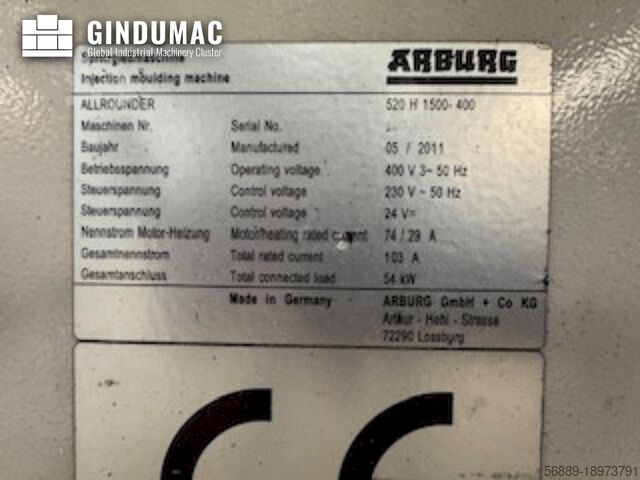 GINDUMAC
Global Industrial Machinery Cluster
Spritzgiessmaschine
Injection moulding machine
ARBURG
ALLROUNDER 520 H 1500-400
Maschinen Nr. Serial No.
Baujahr Manufactured 05 / 2011
Betriebsspannung Operating voltage 400 V 3~ 50 Hz
Steuerspannung Control voltage 230 V ~ 50 Hz
Steuerspannung Control voltage 24 V=
Nennstrom Motor-Heizung Motor/heating rated current 74 / 29 A
Gesamtnennstrom Total rated current 103 A
Gesamtanschluss Total connected load 54 kW
Made in Germany ARBURG GmbH + Co KG
Arthur - Hehl - Strasse
72290 Lossburg
CE
56889-18973791